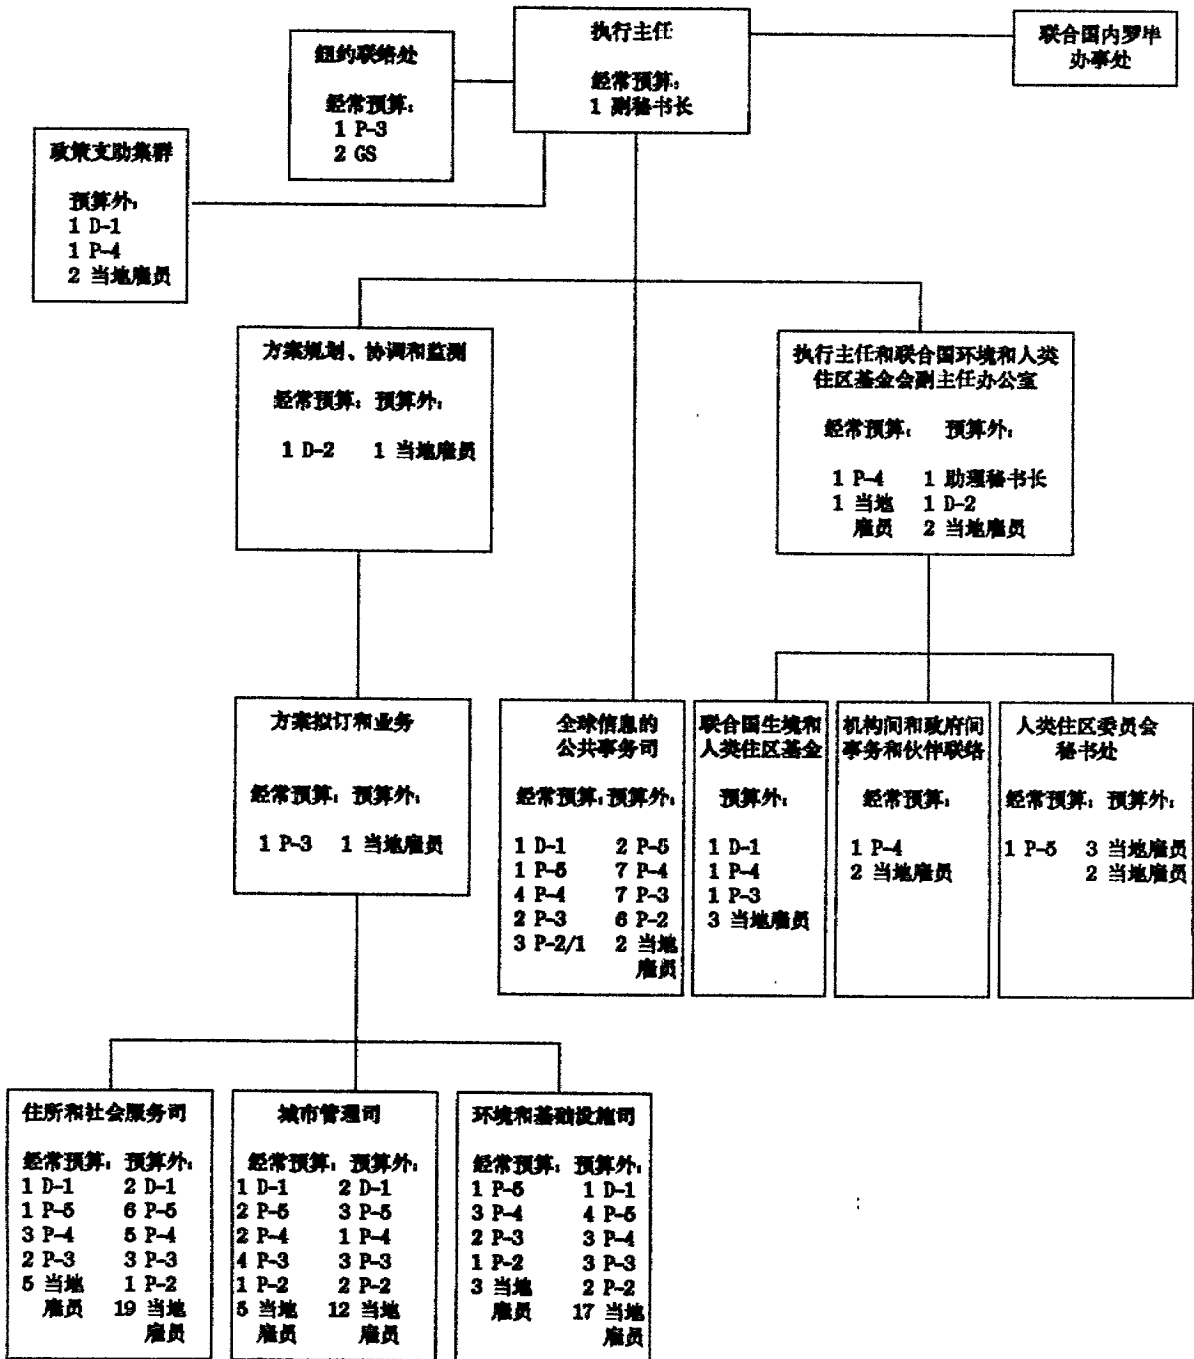 执行主任
经常预算:
1 副秘书长
联合国内罗毕
办事处
纽约联络处
经常预算:
1 P-3
2 GS
政策支助集群
预算外:
1 D-1
1 P-4
2 当地雇员
方案规划、协调和监测
经常预算: 预算外:
1 D-2 1 当地雇员
执行主任和联合国环境和人类
住区基金会副主任办公室
经常预算: 预算外:
1 P-4 1 助理秘书长
1 当地 1 D-2
雇员 2 当地雇员
方案拟订和业务
经常预算: 预算外:
1 P-3 1 当地雇员
全球信息的
公共事务司
经常预算: 预算外:
1 D-1 2 P-5
1 P-5 7 P-4
4 P-4 7 P-3
2 P-3 6 P-2
3 P-2/1 2 当地
雇员
联合国生境和
人类住区基金
预算外:
1 D-1
1 P-4
1 P-3
3 当地雇员
机构间和政府间
事务和伙伴联络
经常预算:
1 P-4
2 当地雇员
人类住区委员会
秘书处
经常预算: 预算外:
1 P-5 3 当地雇员
2 当地雇员
住所和社会服务司
经常预算: 预算外:
1 D-1 2 D-1
1 P-5 6 P-5
3 P-4 5 P-4
2 P-3 3 P-3
5 当地 1 P-2
雇员 19 当地
雇员
城市管理司
经常预算: 预算外:
1 D-1 2 D-1
2 P-5 3 P-5
2 P-4 1 P-4
4 P-3 3 P-3
1 P-2 2 P-2
5 当地 12 当地
雇员 雇员
环境和基础设施司
经常预算: 预算外:
1 P-5 1 D-1
3 P-4 4 P-5
2 P-3 3 P-4
1 P-2 3 P-3
3 当地 2 P-2
雇员 17 当地
雇员